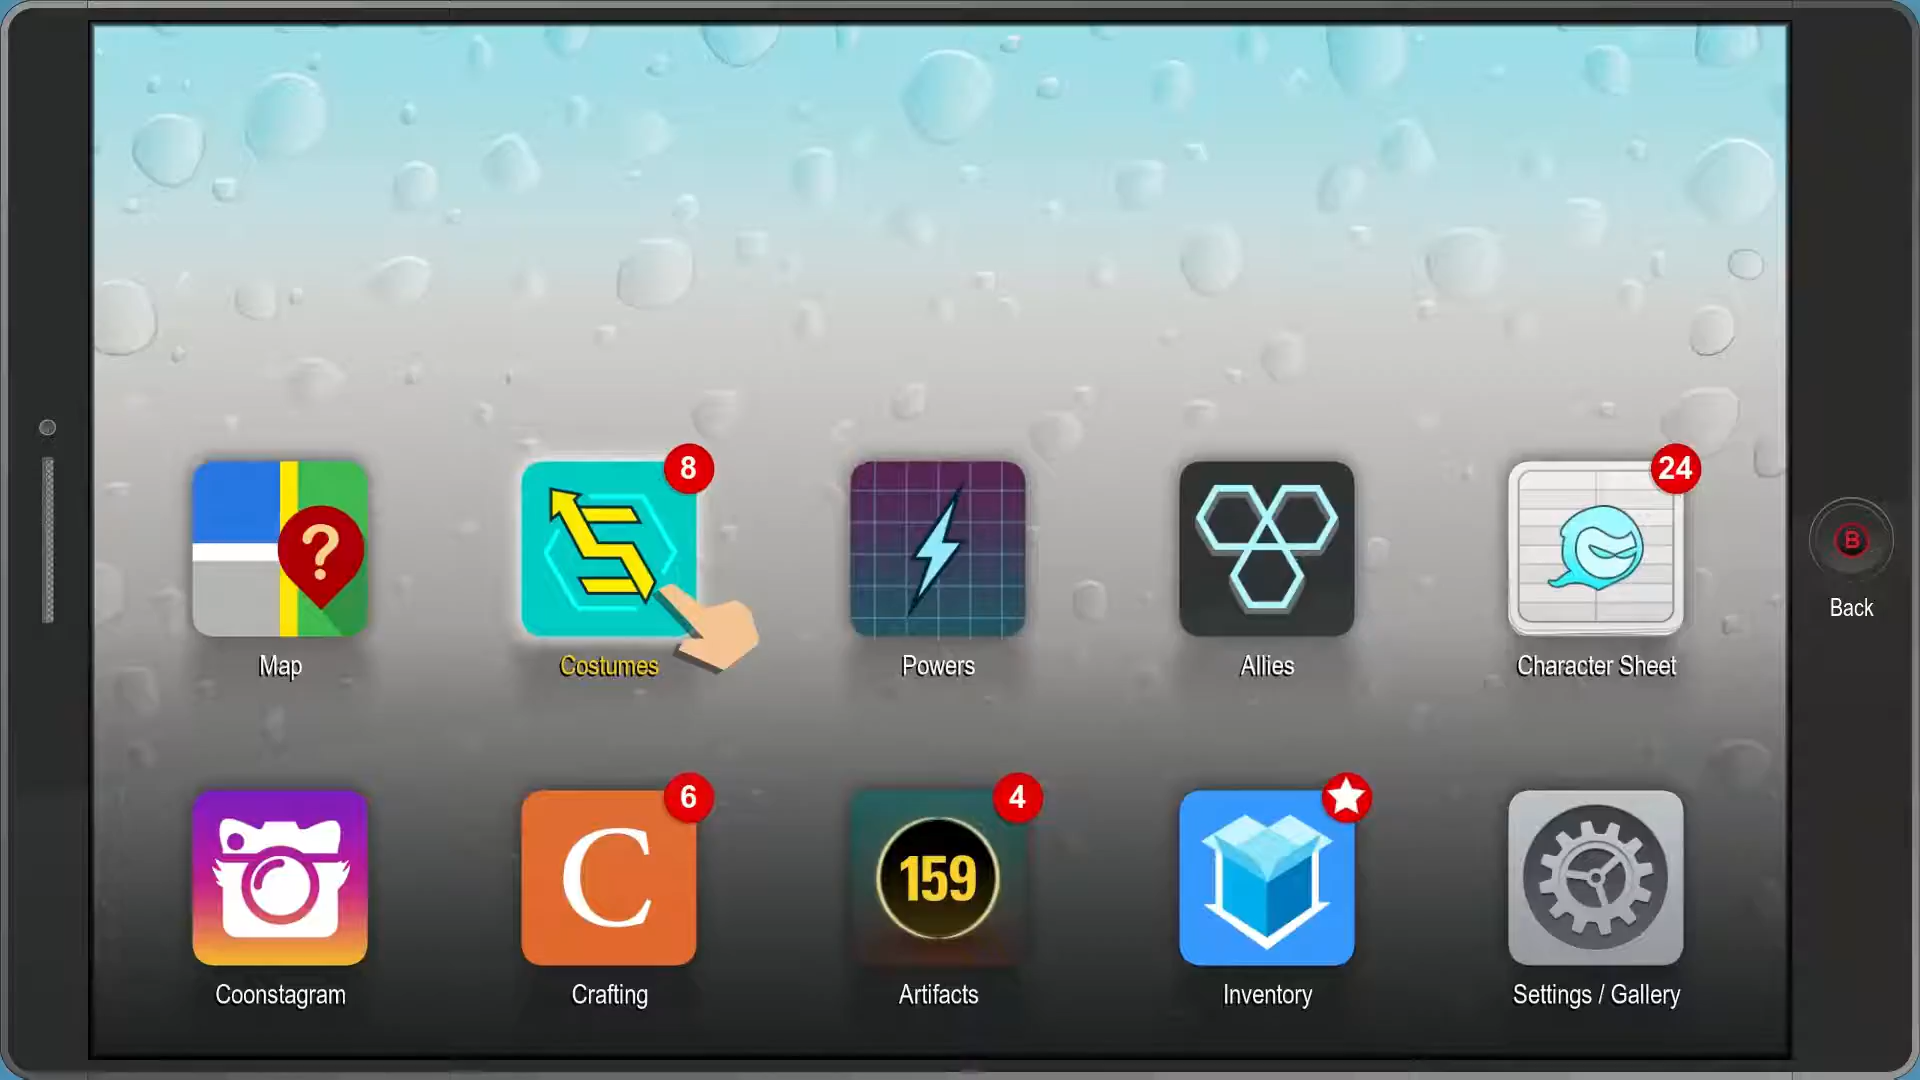 8
24
?
B
Back
Map
Costumes
Powers
Allies
Character Sheet
6
4
C
159
Coonstagram
Crafting
Artifacts
Inventory
Settings / Gallery